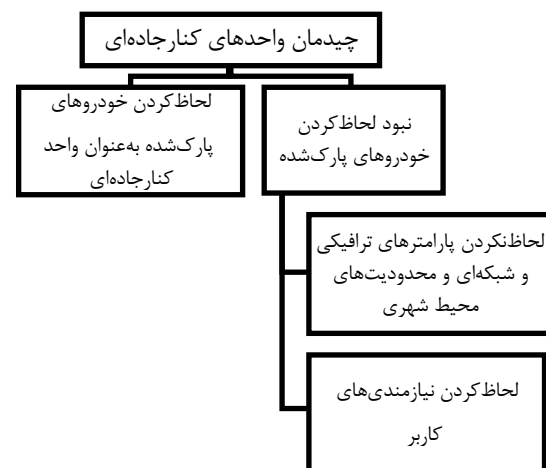 چیدمان واحدهای کنارجاده‌ای
نبود لحاظ‌کردن
خودروهای پارک‌شده
لحاظ‌کردن خودروهای
پارک‌شده به‌عنوان واحد
کنارجاده‌ای
لحاظ‌نکردن پارامترهای ترافیکی
و شبکه‌ای و محدودیت‌های
محیط شهری
لحاظ‌کردن نیازمندی‌های
کاربر